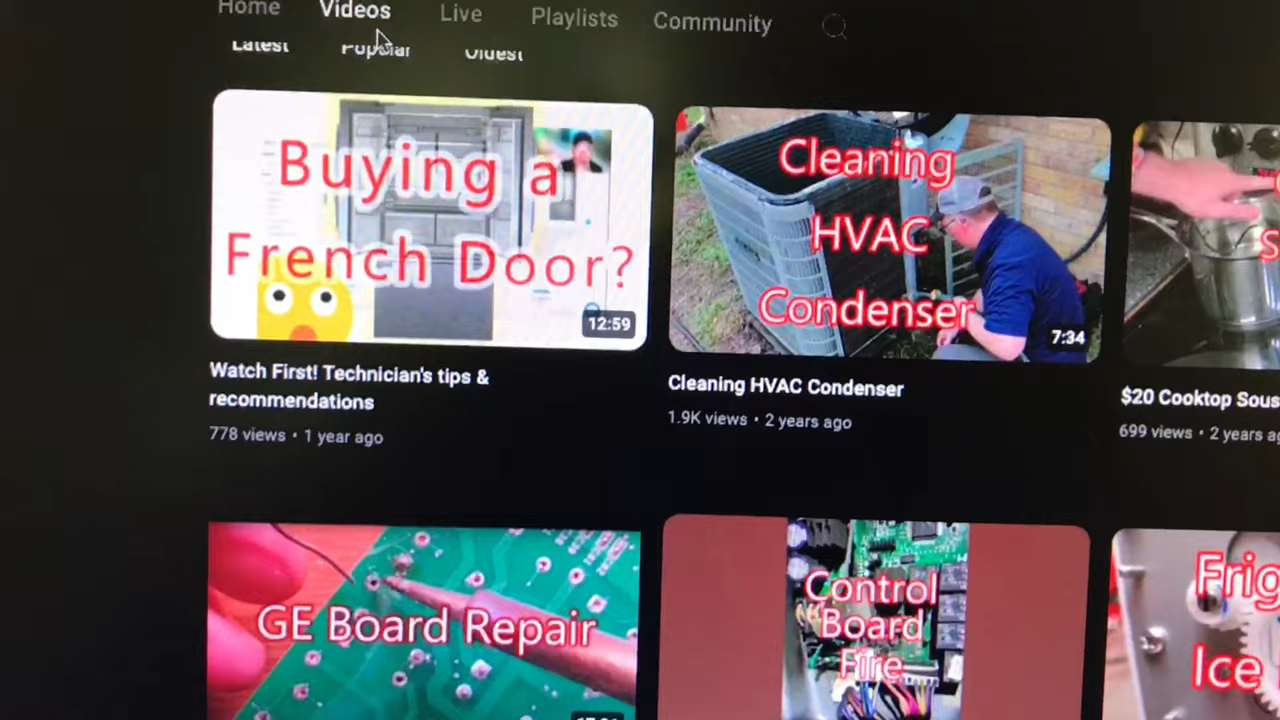 Home Videos Live Playlists Community
Latest Popular Oldest
Buying a
French Door?
12:59
Cleaning
HVAC
Condenser
7:34
Watch First! Technician's tips &
recommendations
778 views • 1 year ago
Cleaning HVAC Condenser
1.9K views • 2 years ago
$20 Cooktop Sous
699 views • 2 years ag
GE Board Repair
Control
Board
Fire
Frig
Ice